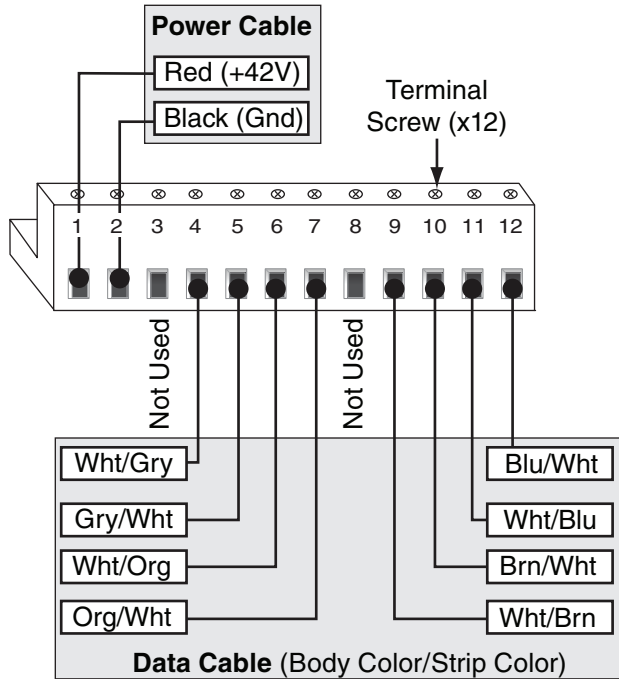 Power Cable
Red (+42V)
Black (Gnd)
Terminal
Screw (x12)
1 2 3 4 5 6 7 8 9 10 11 12
Not Used
Not Used
Wht/Gry
Blu/Wht
Gry/Wht
Wht/Blu
Wht/Org
Brn/Wht
Org/Wht
Wht/Brn
Data Cable (Body Color/Strip Color)